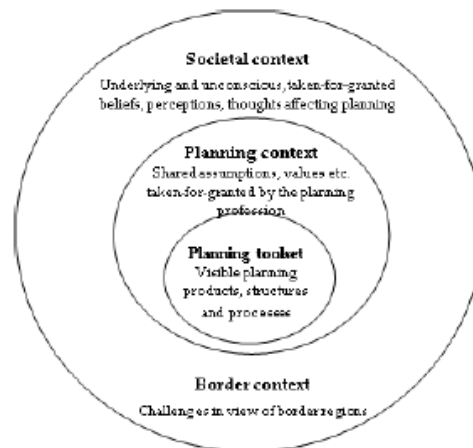 Societal context
Underlying and unconscious, taken-for-granted
beliefs, perceptions, thoughts affecting planning
Planning context
Shared assumptions, values etc.
taken-for-granted by the planning
profession
Planning toolset
Visible planning
products, structures
and processes
Border context
Challenges in view of border regions